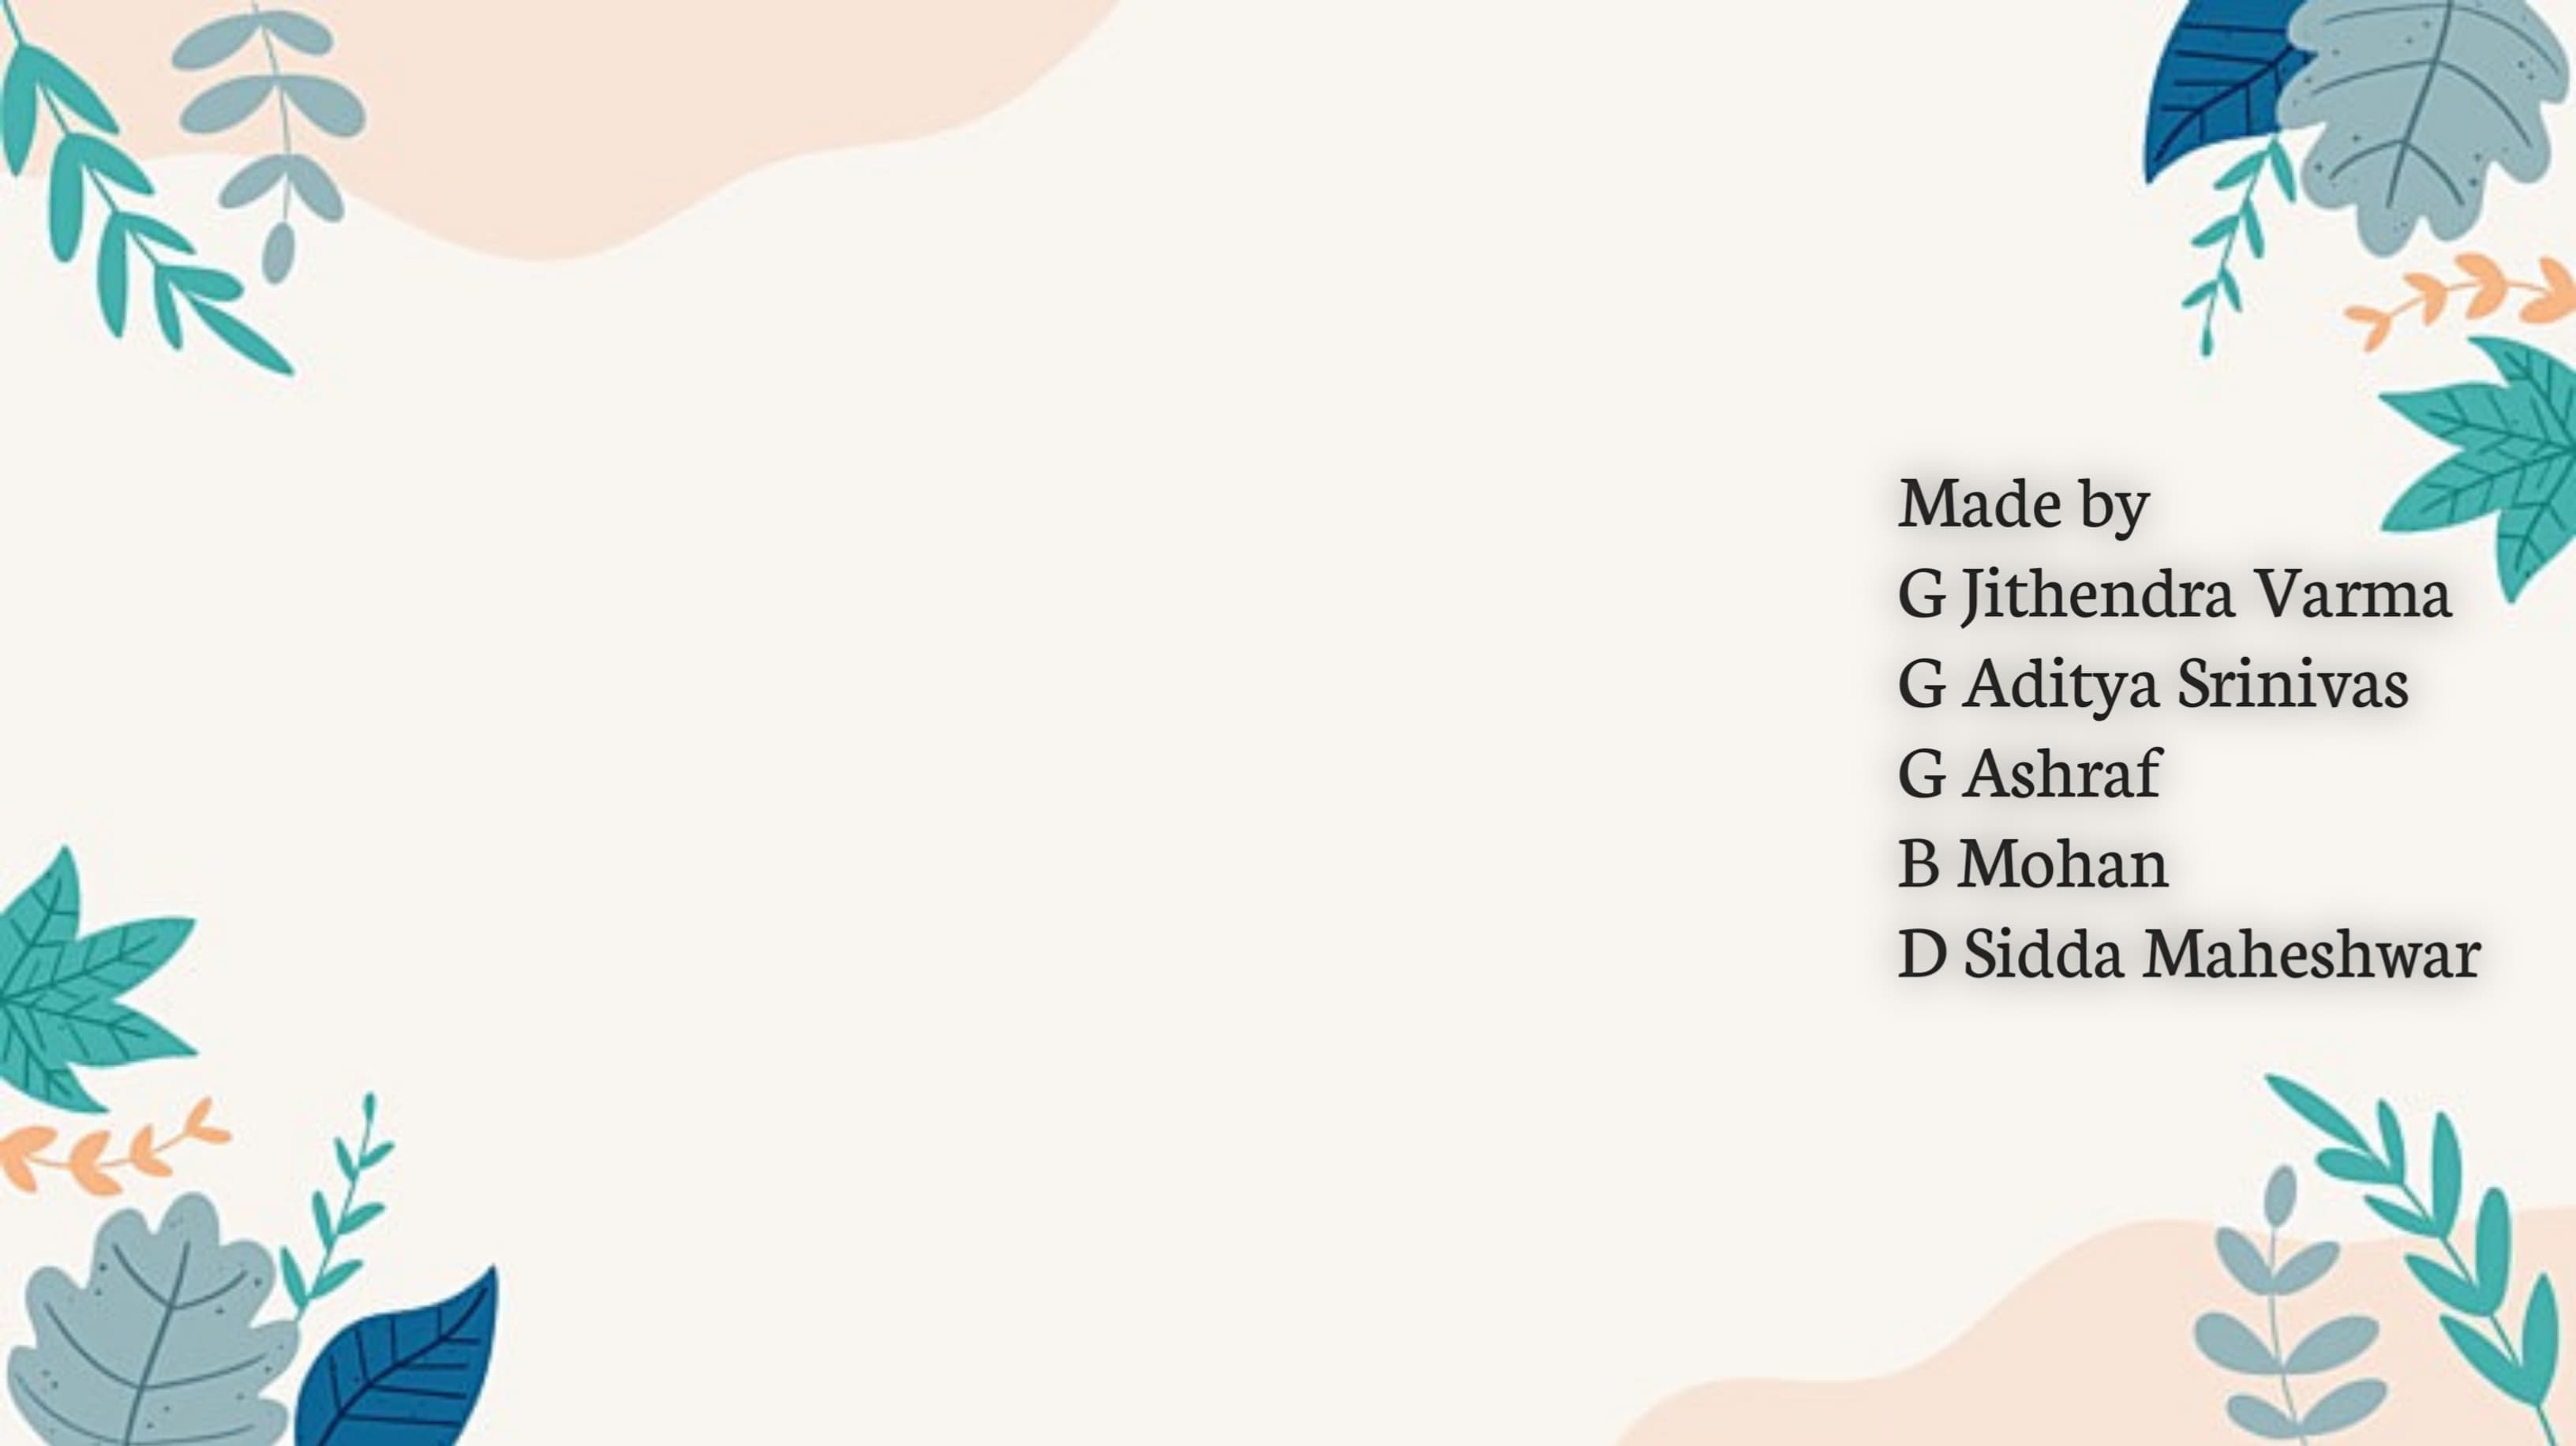 Made by
G Jithendra Varma
G Aditya Srinivas
G Ashraf
B Mohan
D Sidda Maheshwar